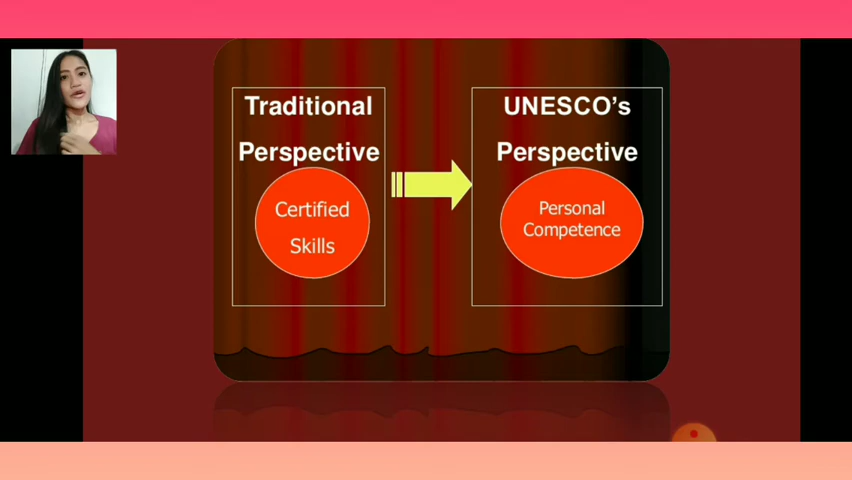 Traditional
Perspective
Certified
Skills
UNESCO's
Perspective
Personal
Competence